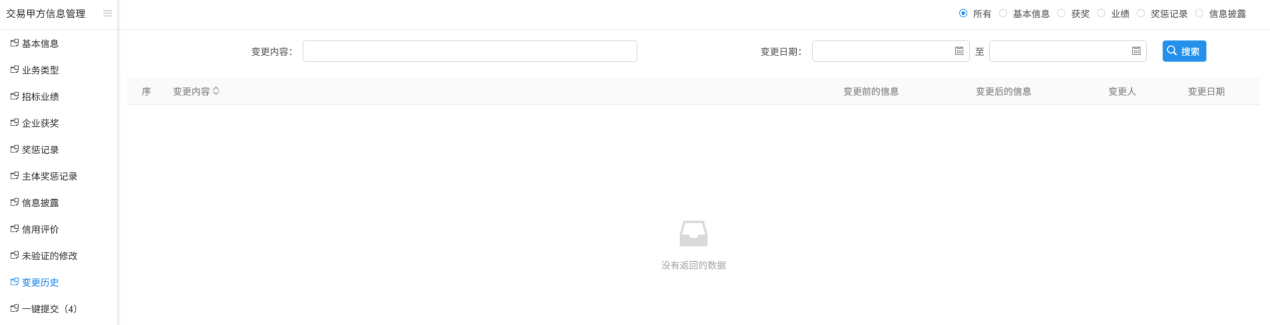 交易甲方信息管理
所有 基本信息 获奖 业绩 奖惩记录 信息披露
基本信息
业务类型
招标业绩
企业获奖
奖惩记录
主体奖惩记录
信息披露
信用评价
未验证的修改
变更历史
一键提交（4）
变更内容： 变更日期： 至 搜索
序 变更内容 变更前的信息 变更后的信息 变更人 变更日期
没有返回的数据